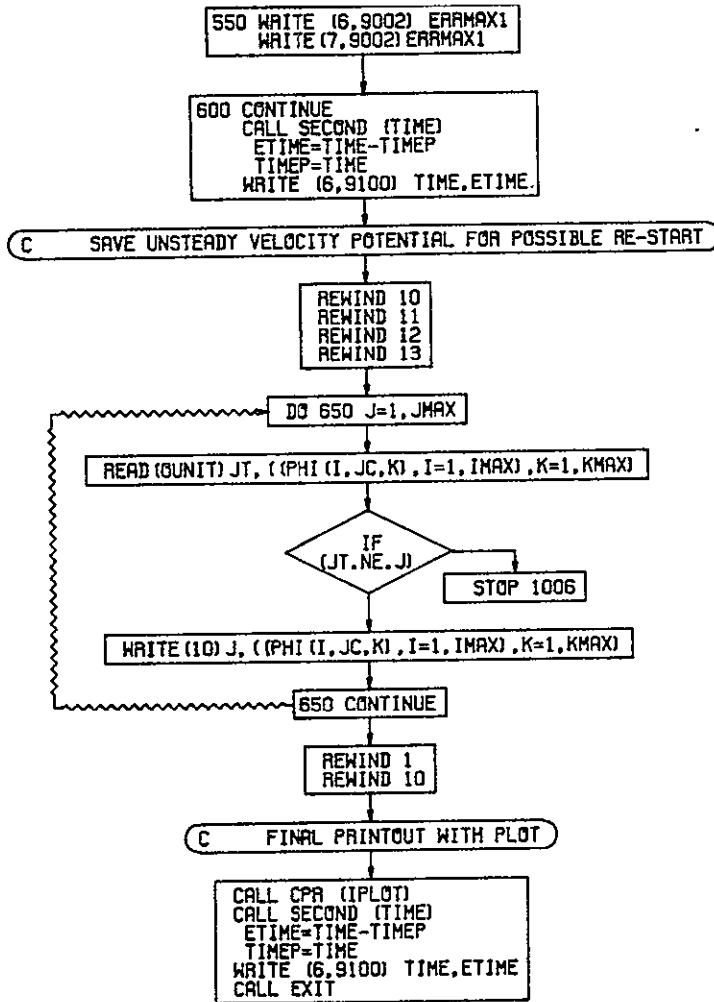 550 WRITE (6,9002) ERRMAX1
WRITE(7,9002)ERRMAX1
600 CONTINUE
CALL SECOND (TIME)
ETIME=TIME-TIMEP
TIMEP=TIME
WRITE (6,9100) TIME,ETIME.
C SAVE UNSTEADY VELOCITY POTENTIAL FOR POSSIBLE RE-START
REWIND 10
REWIND 11
REWIND 12
REWIND 13
DO 650 J=1,JMAX
READ(OUNIT) JT, ((PHI(I,JC,K),I=1,IMAX),K=1,KMAX)
IF
(JT.NE.J)
STOP 1006
WRITE(10) J, ((PHI(I,JC,K),I=1,IMAX),K=1,KMAX)
650 CONTINUE
REWIND 1
REWIND 10
C FINAL PRINTOUT WITH PLOT
CALL CPR (IPLOT)
CALL SECOND (TIME)
ETIME=TIME-TIMEP
TIMEP=TIME
WRITE (6,9100) TIME,ETIME
CALL EXIT